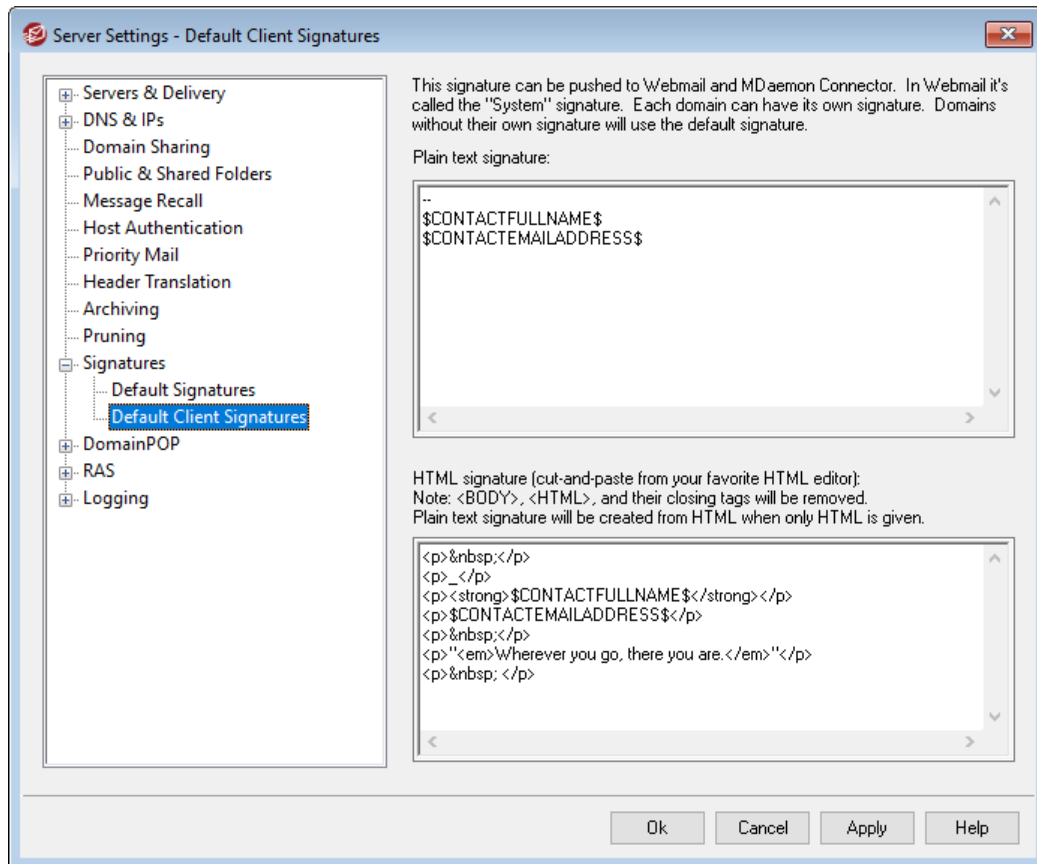 Server Settings - Default Client Signatures
Servers & Delivery
DNS & IPs
Domain Sharing
Public & Shared Folders
Message Recall
Host Authentication
Priority Mail
Header Translation
Archiving
Pruning
Signatures
Default Signatures
Default Client Signatures
DomainPOP
RAS
Logging
This signature can be pushed to Webmail and MDaemon Connector. In Webmail it's
called the "System" signature. Each domain can have its own signature. Domains
without their own signature will use the default signature.
Plain text signature:
--
$CONTACTFULLNAME$
$CONTACTEMAILADDRESS$
HTML signature (cut-and-paste from your favorite HTML editor):
Note: <BODY>, <HTML>, and their closing tags will be removed.
Plain text signature will be created from HTML when only HTML is given.
<p>&nbsp;</p>
<p>_</p>
<p><strong>$CONTACTFULLNAME$</strong></p>
<p>$CONTACTEMAILADDRESS$</p>
<p>&nbsp;</p>
<p>"<em>Wherever you go, there you are.</em>"</p>
<p>&nbsp; </p>
Ok
Cancel
Apply
Help